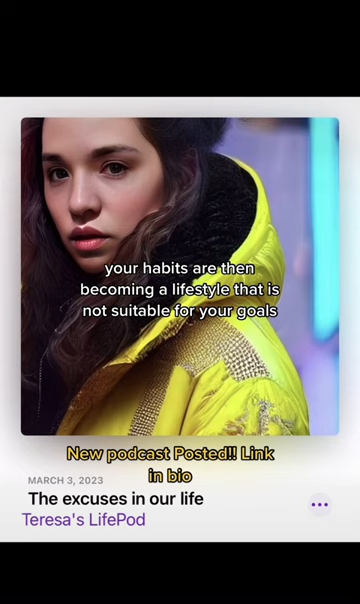 your habits are then
becoming a lifestyle that is
not suitable for your goals
New podcast Posted!! Link
in bio
MARCH 3, 2023
The excuses in our life
Teresa's LifePod